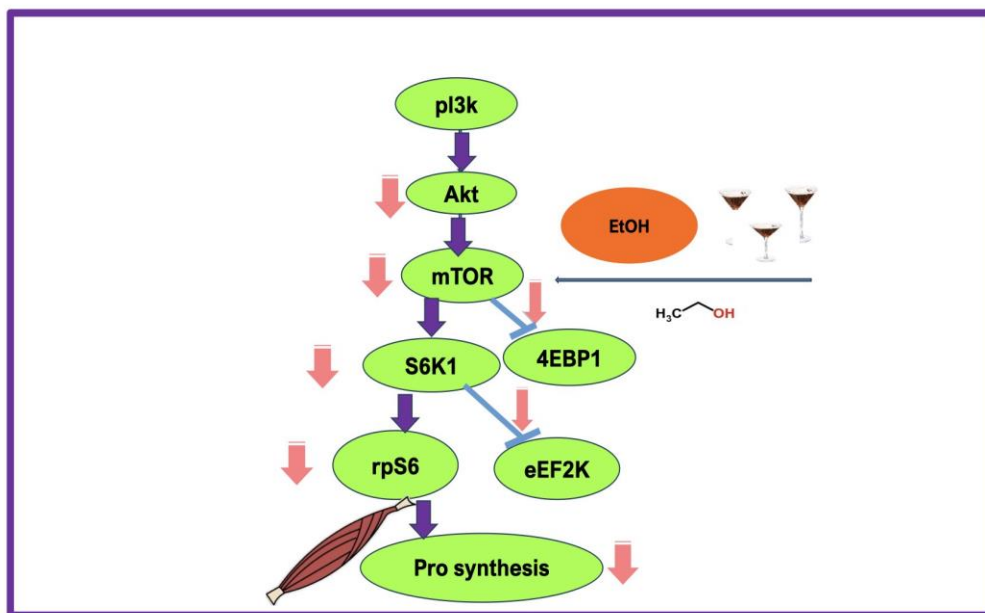 pI3k
Akt
EtOH
mTOR
H₃C OH
S6K1
4EBP1
rpS6
eEF2K
Pro synthesis